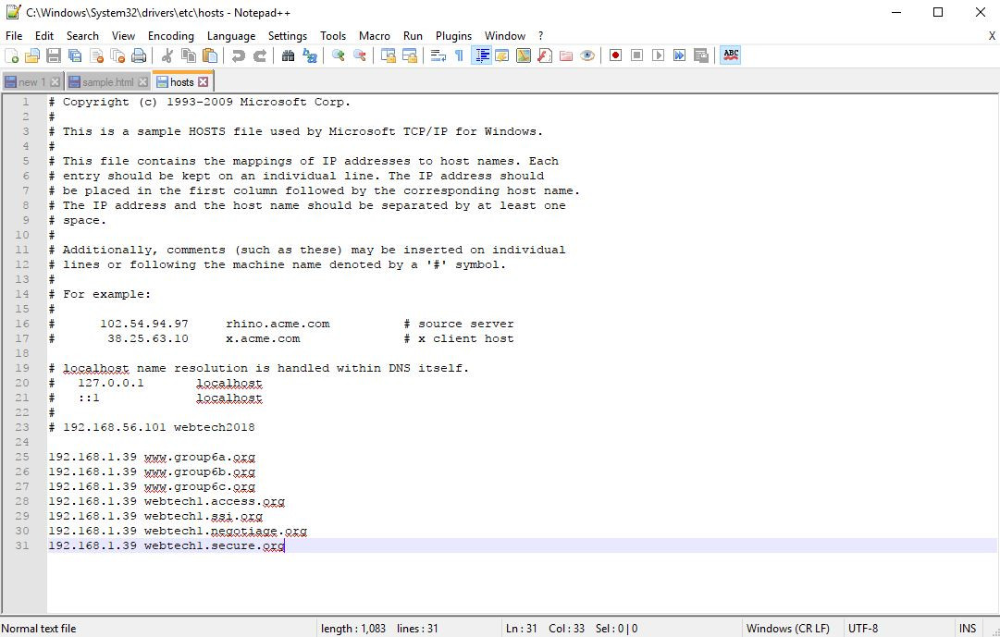 C:\Windows\System32\drivers\etc\hosts - Notepad++
File Edit Search View Encoding Language Settings Tools Macro Run Plugins Window ? X
ABC
new 1 sample.html hosts
1 # Copyright (c) 1993-2009 Microsoft Corp.
2 #
3 # This is a sample HOSTS file used by Microsoft TCP/IP for Windows.
4 #
5 # This file contains the mappings of IP addresses to host names. Each
6 # entry should be kept on an individual line. The IP address should
7 # be placed in the first column followed by the corresponding host name.
8 # The IP address and the host name should be separated by at least one
9 # space.
10 #
11 # Additionally, comments (such as these) may be inserted on individual
12 # lines or following the machine name denoted by a '#' symbol.
13 #
14 # For example:
15 #
16 #      102.54.94.97     rhino.acme.com          # source server
17 #       38.25.63.10     x.acme.com              # x client host
18
19 # localhost name resolution is handled within DNS itself.
20 #   127.0.0.1       localhost
21 #   ::1             localhost
22 #
23 # 192.168.56.101 webtech2018
24
25 192.168.1.39 www.group6a.org
26 192.168.1.39 www.group6b.org
27 192.168.1.39 www.group6c.org
28 192.168.1.39 webtech1.access.org
29 192.168.1.39 webtech1.ssi.org
30 192.168.1.39 webtech1.negotiage.org
31 192.168.1.39 webtech1.secure.org
Normal text file length : 1,083 lines : 31 Ln : 31 Col : 33 Sel : 0 | 0 Windows (CR LF) UTF-8 INS